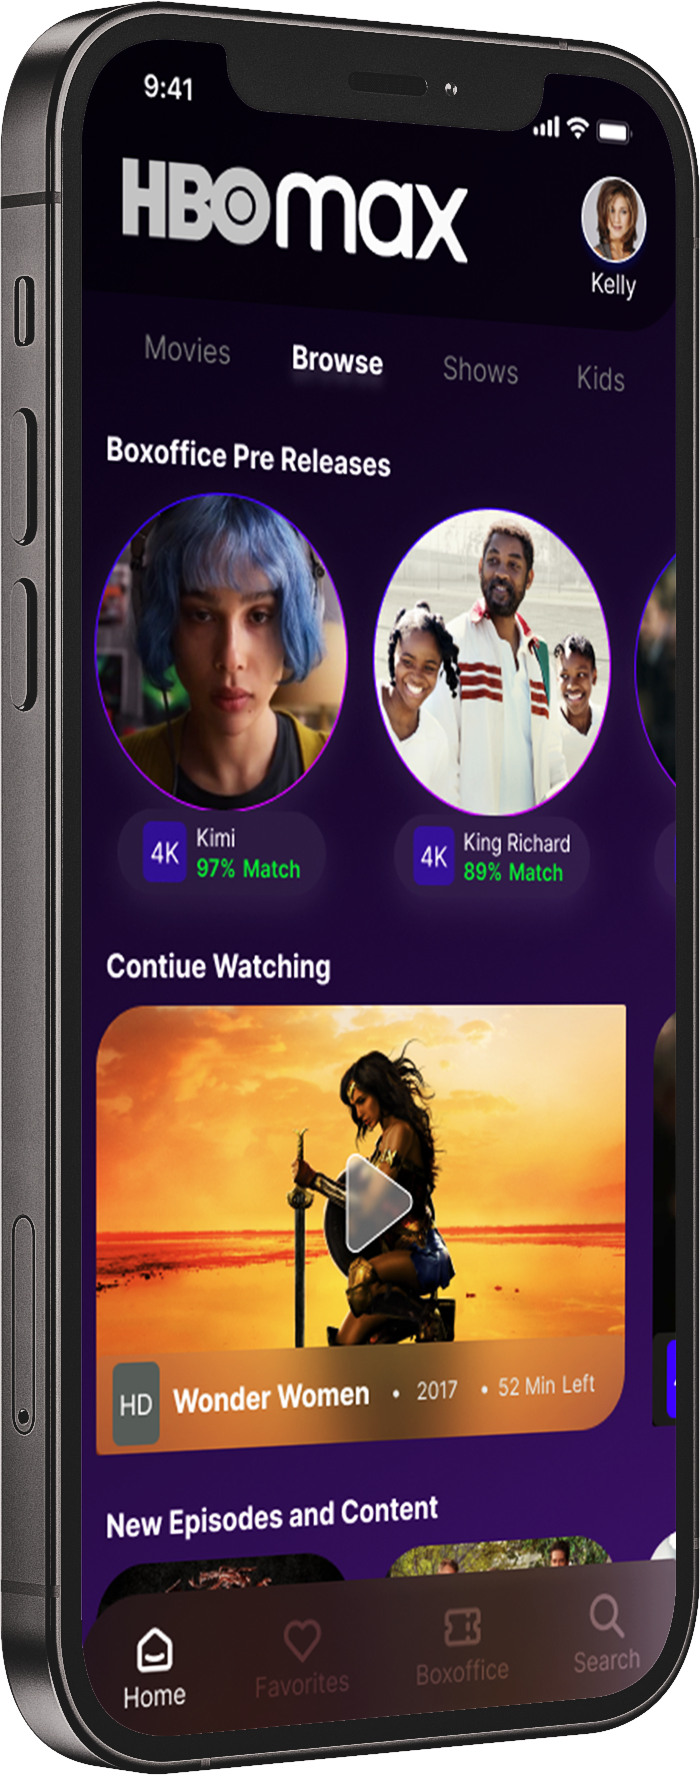 9:41
HBOmax
Kelly
Movies Browse Shows Kids
Boxoffice Pre Releases
4K Kimi
97% Match
4K King Richard
89% Match
Contiue Watching
HD Wonder Women • 2017 • 52 Min Left
New Episodes and Content
Home Favorites Boxoffice Search